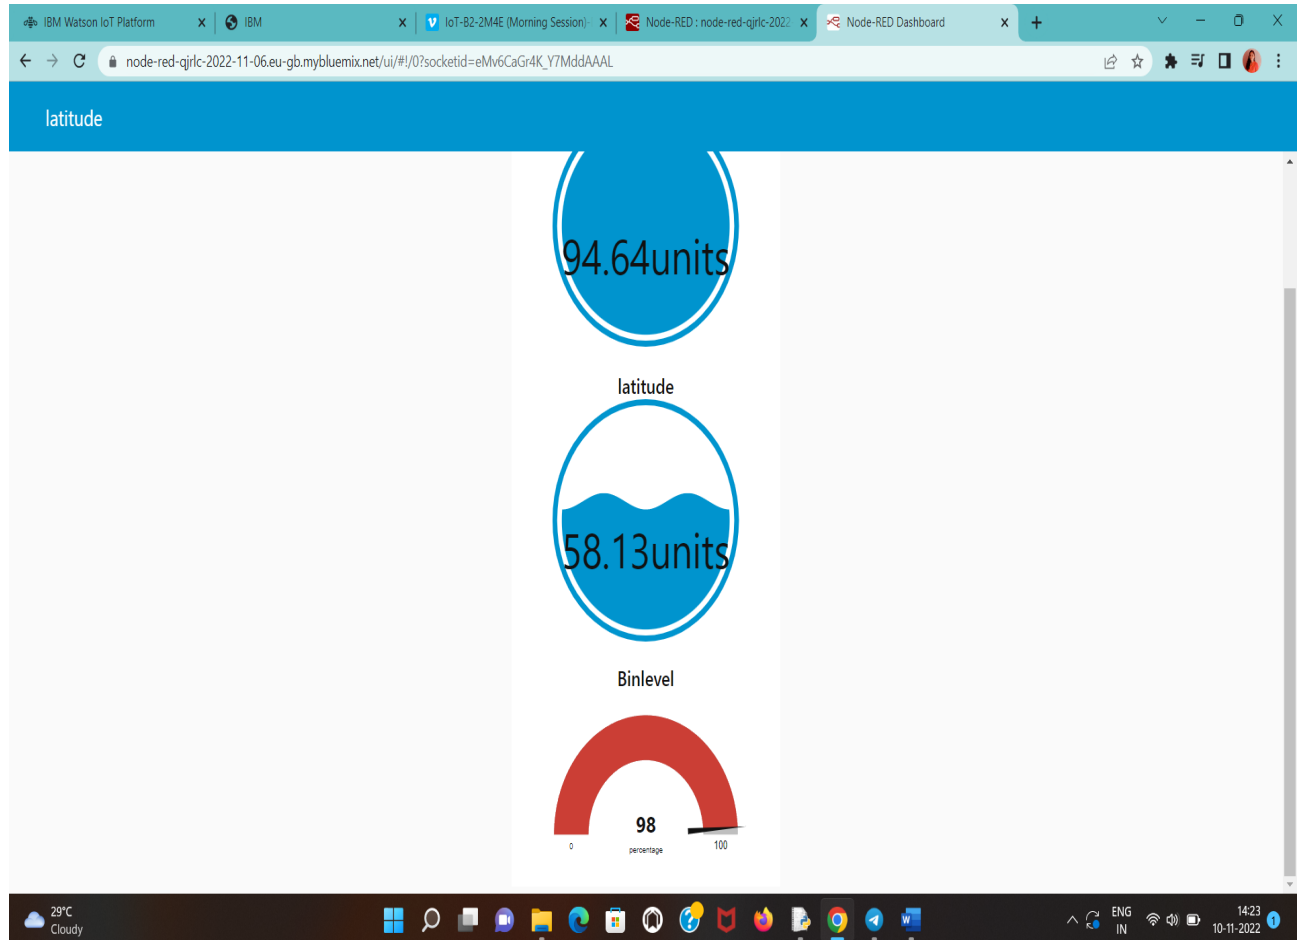 IBM Watson IoT Platform
IBM
IoT-B2-2M4E (Morning Session)-
Node-RED : node-red-qjrlc-2022
Node-RED Dashboard
node-red-qjrlc-2022-11-06.eu-gb.mybluemix.net/ui/#!/0?socketid=eMv6CaGr4K_Y7MddAAAL
latitude
94.64units
latitude
58.13units
Binlevel
98
percentage
0
100
29°C
Cloudy
ENG
IN
14:23
10-11-2022
1